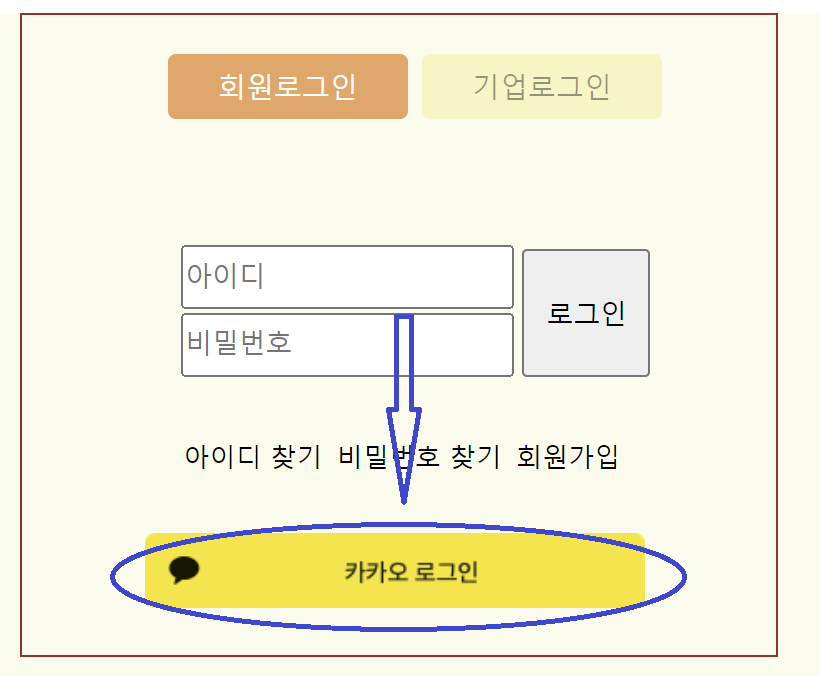 회원로그인 기업로그인
아이디
비밀번호
로그인
아이디 찾기 비밀번호 찾기 회원가입
카카오 로그인